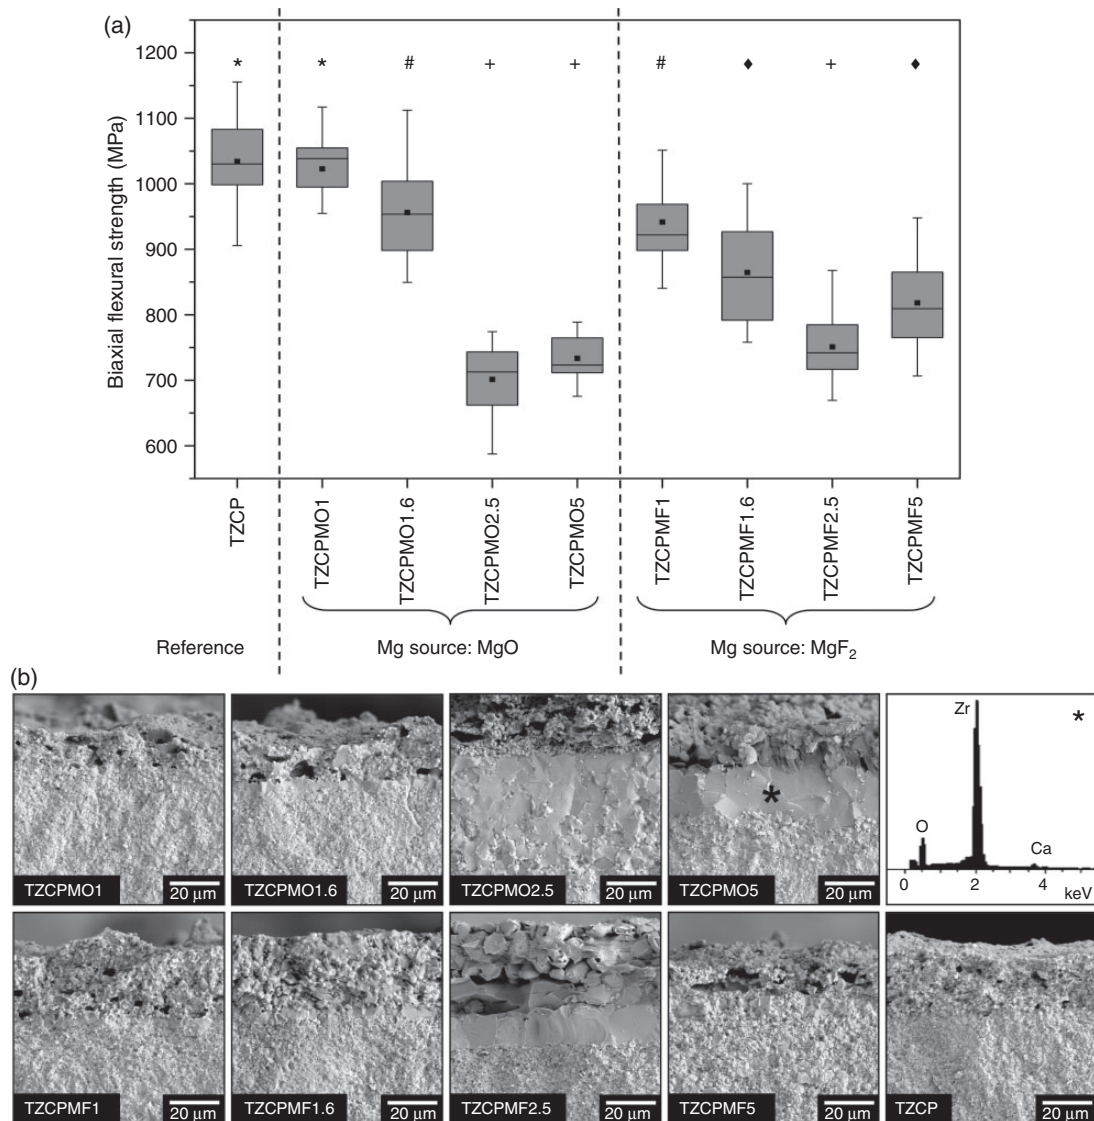 (a)
Biaxial flexural strength (MPa)
1200
1100
1000
900
800
700
600
* * # + + # ♦ + ♦
TZCP
TZCPMO1
TZCPMO1.6
TZCPMO2.5
TZCPMO5
TZCPMF1
TZCPMF1.6
TZCPMF2.5
TZCPMF5
Reference
Mg source: MgO
Mg source: MgF₂
(b)
TZCPMO1 20 µm
TZCPMO1.6 20 µm
TZCPMO2.5 20 µm
*
TZCPMO5 20 µm
Zr
*
O
Ca
0 2 4
keV
TZCPMF1 20 µm
TZCPMF1.6 20 µm
TZCPMF2.5 20 µm
TZCPMF5 20 µm
TZCP 20 µm